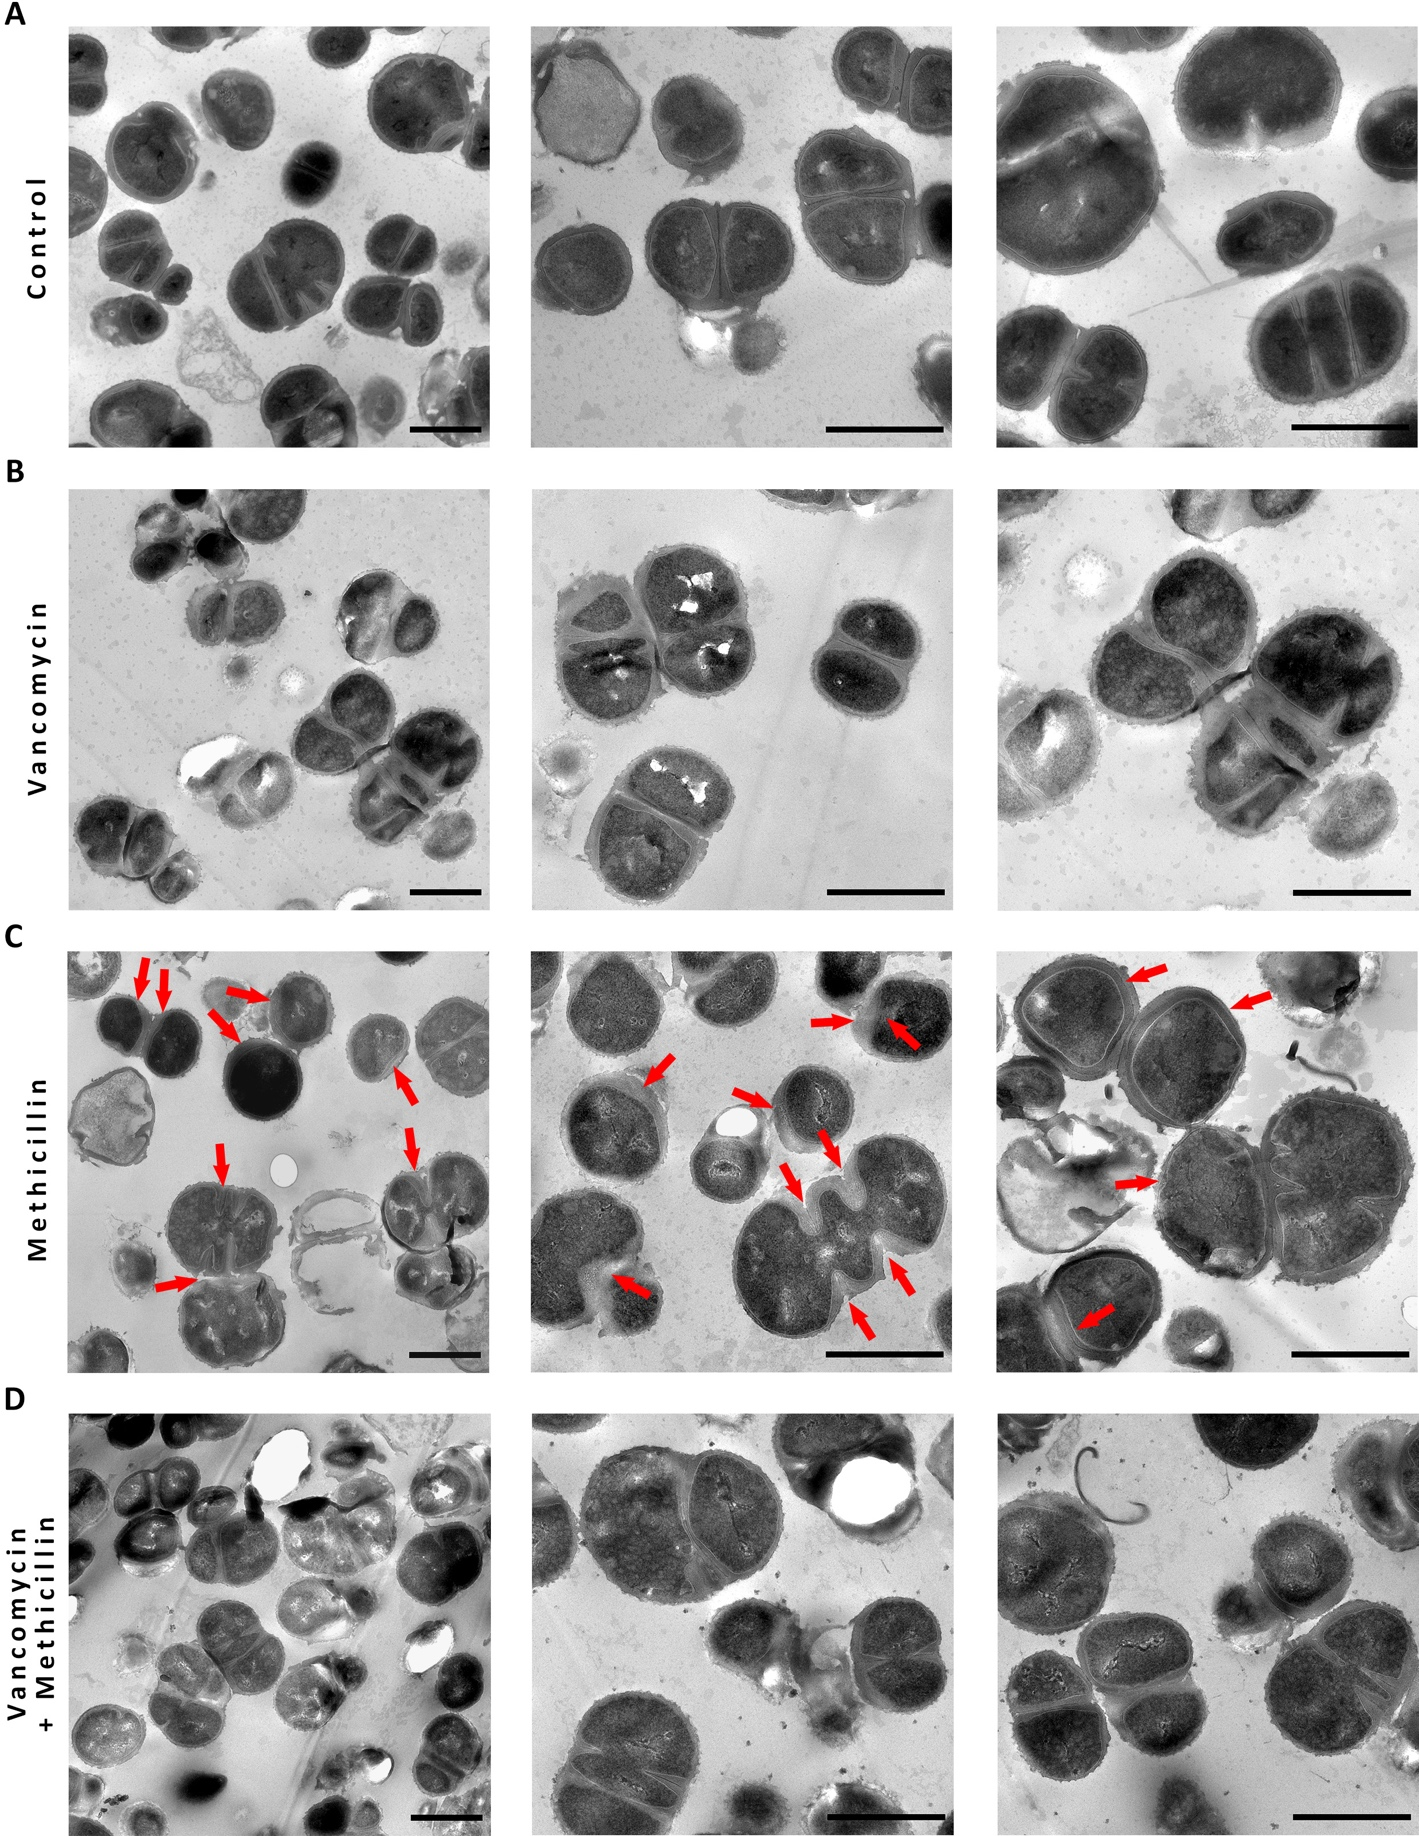 A
Control
B
Vancomycin
C
Methicillin
D
Vancomycin
+ Methicillin